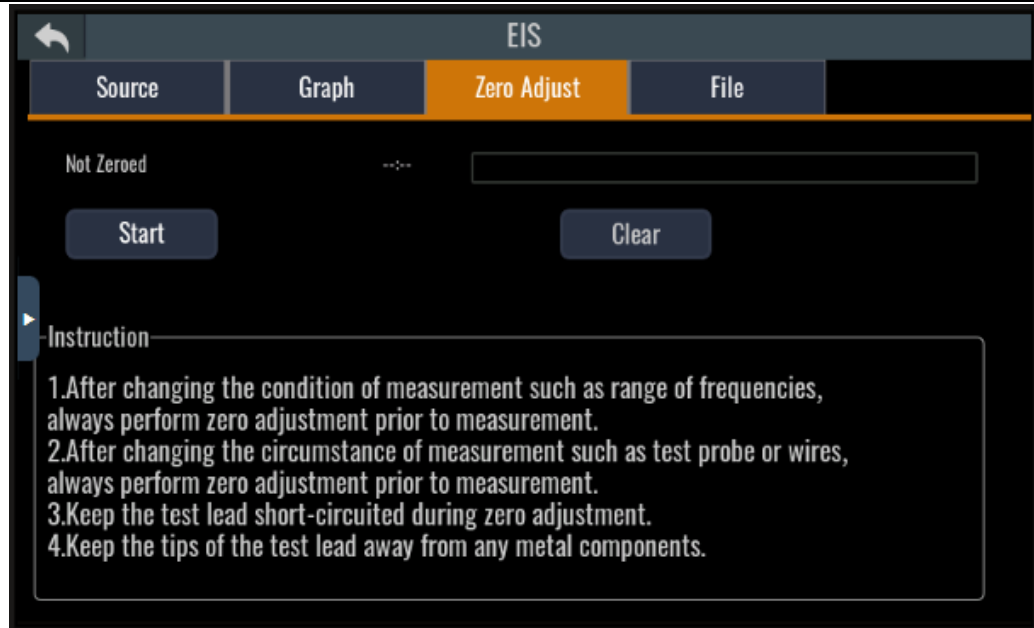 EIS
Source Graph Zero Adjust File
Not Zeroed --:--
Start Clear
Instruction
1.After changing the condition of measurement such as range of frequencies,
always perform zero adjustment prior to measurement.
2.After changing the circumstance of measurement such as test probe or wires,
always perform zero adjustment prior to measurement.
3.Keep the test lead short-circuited during zero adjustment.
4.Keep the tips of the test lead away from any metal components.